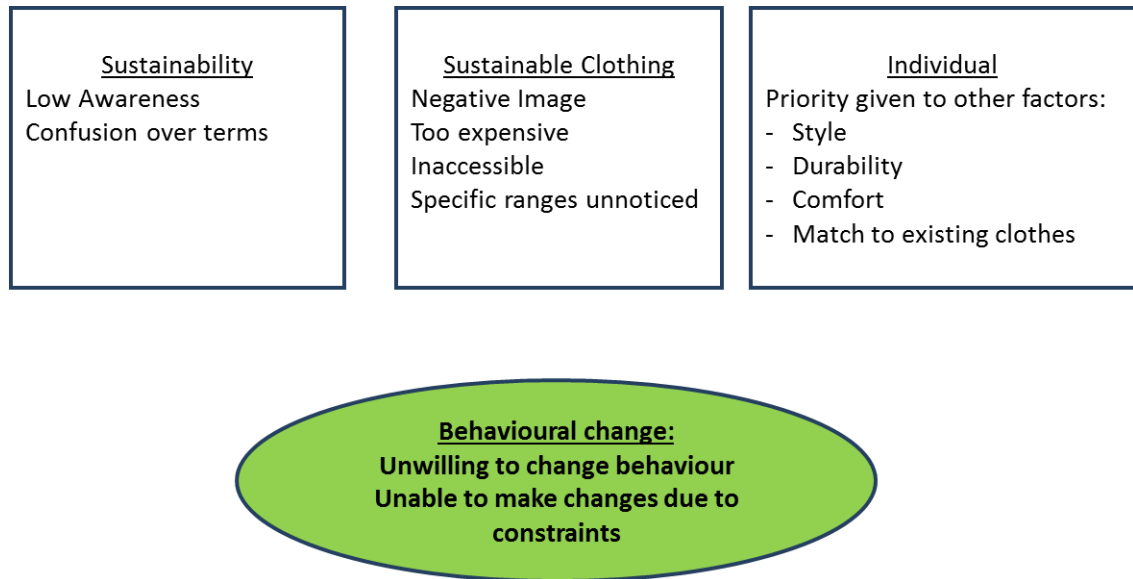 Sustainability
Low Awareness
Confusion over terms
Sustainable Clothing
Negative Image
Too expensive
Inaccessible
Specific ranges unnoticed
Individual
Priority given to other factors:
- Style
- Durability
- Comfort
- Match to existing clothes
Behavioural change:
Unwilling to change behaviour
Unable to make changes due to
constraints